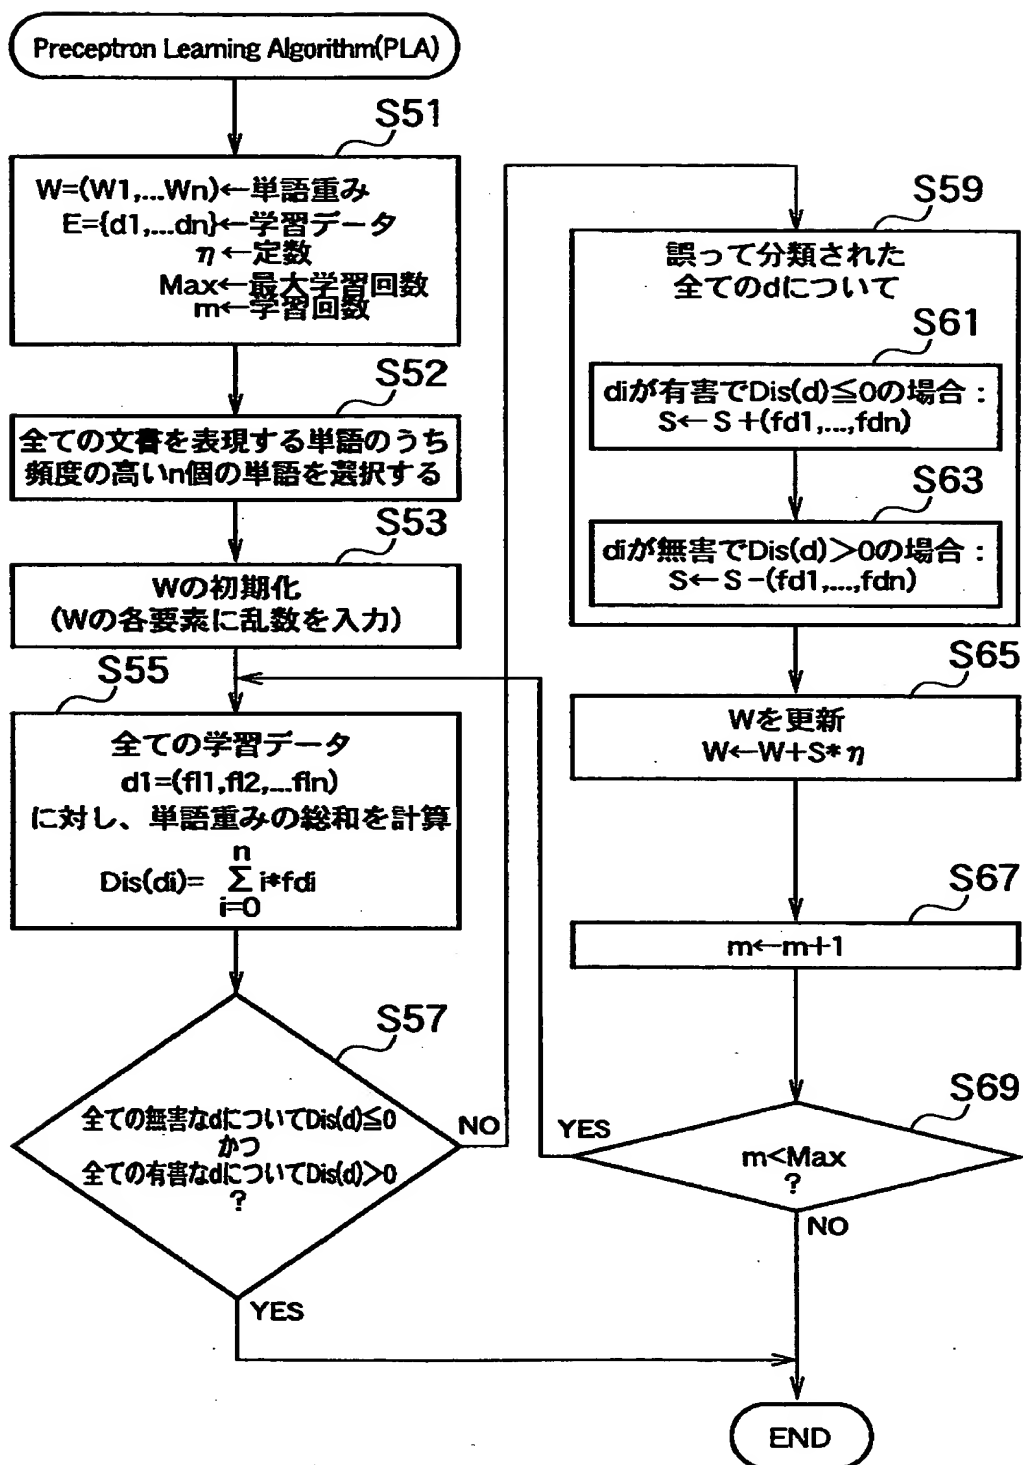 Preceptron Learning Algorithm(PLA)
S51
W=(W1,...Wn)←単語重み
E={d1,...dn}←学習データ
η←定数
Max←最大学習回数
m←学習回数
S52
全ての文書を表現する単語のうち
頻度の高いn個の単語を選択する
S53
Wの初期化
(Wの各要素に乱数を入力)
S55
全ての学習データ
d1=(fl1,fl2,...fln)
に対し、単語重みの総和を計算
n
Dis(di)= Σ i*fdi
i=0
S57
全ての無害なdについてDis(d)≦0
かつ
全ての有害なdについてDis(d)>0
?
NO
YES
S59
誤って分類された
全てのdについて
S61
diが有害でDis(d)≦0の場合:
S←S+(fd1,...,fdn)
S63
diが無害でDis(d)>0の場合:
S←S-(fd1,...,fdn)
S65
Wを更新
W←W+S*η
S67
m←m+1
S69
YES
m<Max
?
NO
END